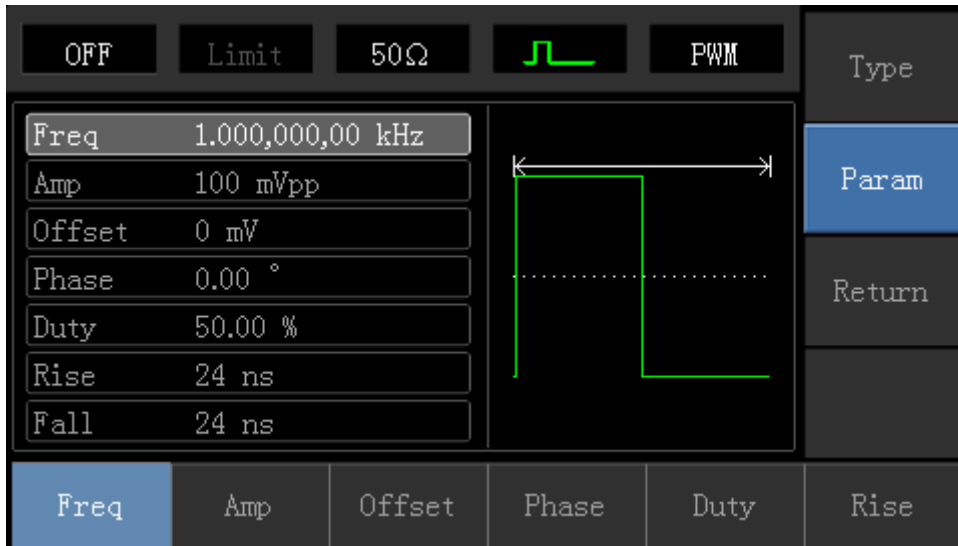 OFF Limit 50Ω PWM
Type
Freq 1.000,000,00 kHz
Amp 100 mVpp
Param
Offset 0 mV
Phase 0.00 °
Return
Duty 50.00 %
Rise 24 ns
Fall 24 ns
Freq Amp Offset Phase Duty Rise